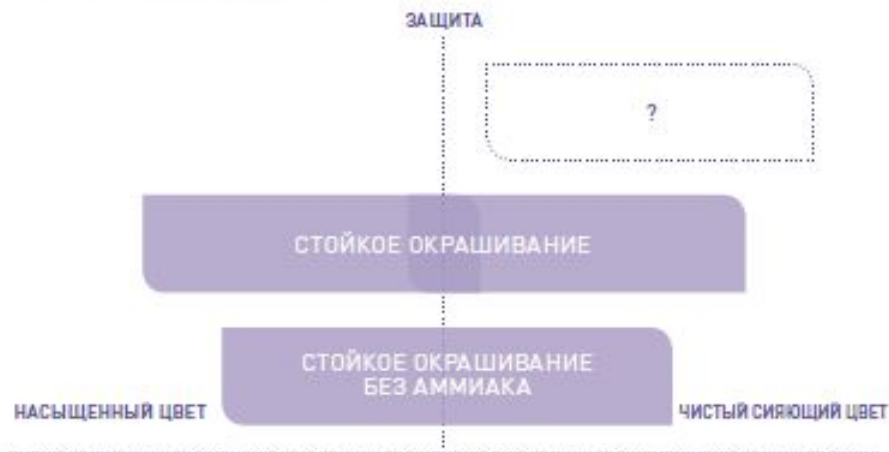 ЗАЩИТА
?
СТОЙКОЕ ОКРАШИВАНИЕ
СТОЙКОЕ ОКРАШИВАНИЕ
БЕЗ АММИАКА
НАСЫЩЕННЫЙ ЦВЕТ
ЧИСТЫЙ СИЯЮЩИЙ ЦВЕТ